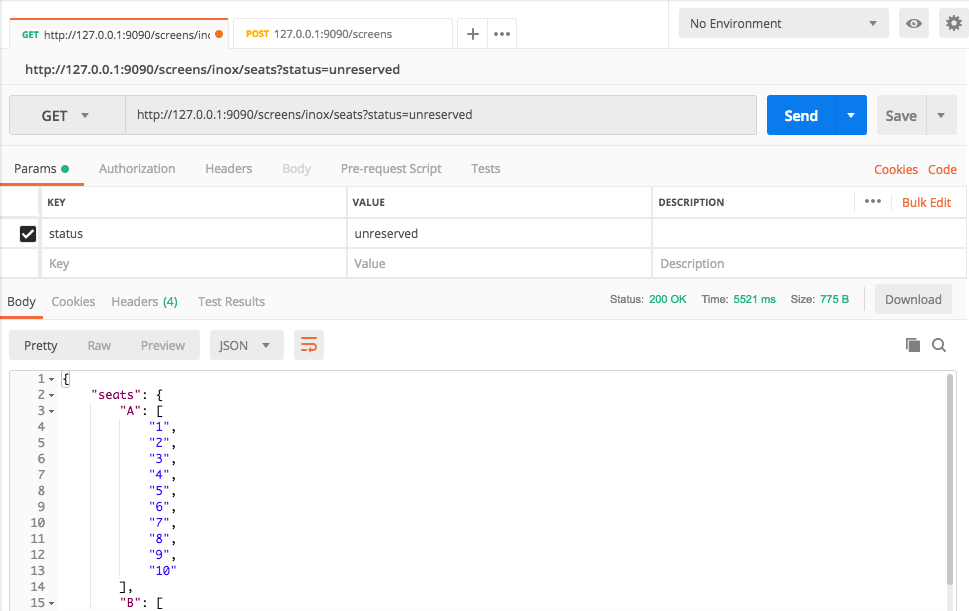 GET http://127.0.0.1:9090/screens/in POST http://127.0.0.1:9090/screens + ••• No Environment
http://127.0.0.1:9090/screens/inox/seats?status=unreserved
GET http://127.0.0.1:9090/screens/inox/seats?status=unreserved Send Save
Params Authorization Headers Body Pre-request Script Tests Cookies Code
KEY VALUE DESCRIPTION ••• Bulk Edit
status unreserved
Key Value Description
Body Cookies Headers (4) Test Results Status: 200 OK Time: 5521 ms Size: 775 B Download
Pretty Raw Preview JSON
1 {
2 "seats": {
3 "A": [
4 "1",
5 "2",
6 "3",
7 "4",
8 "5",
9 "6",
10 "7",
11 "8",
12 "9",
13 "10"
14 ],
15 "B": [